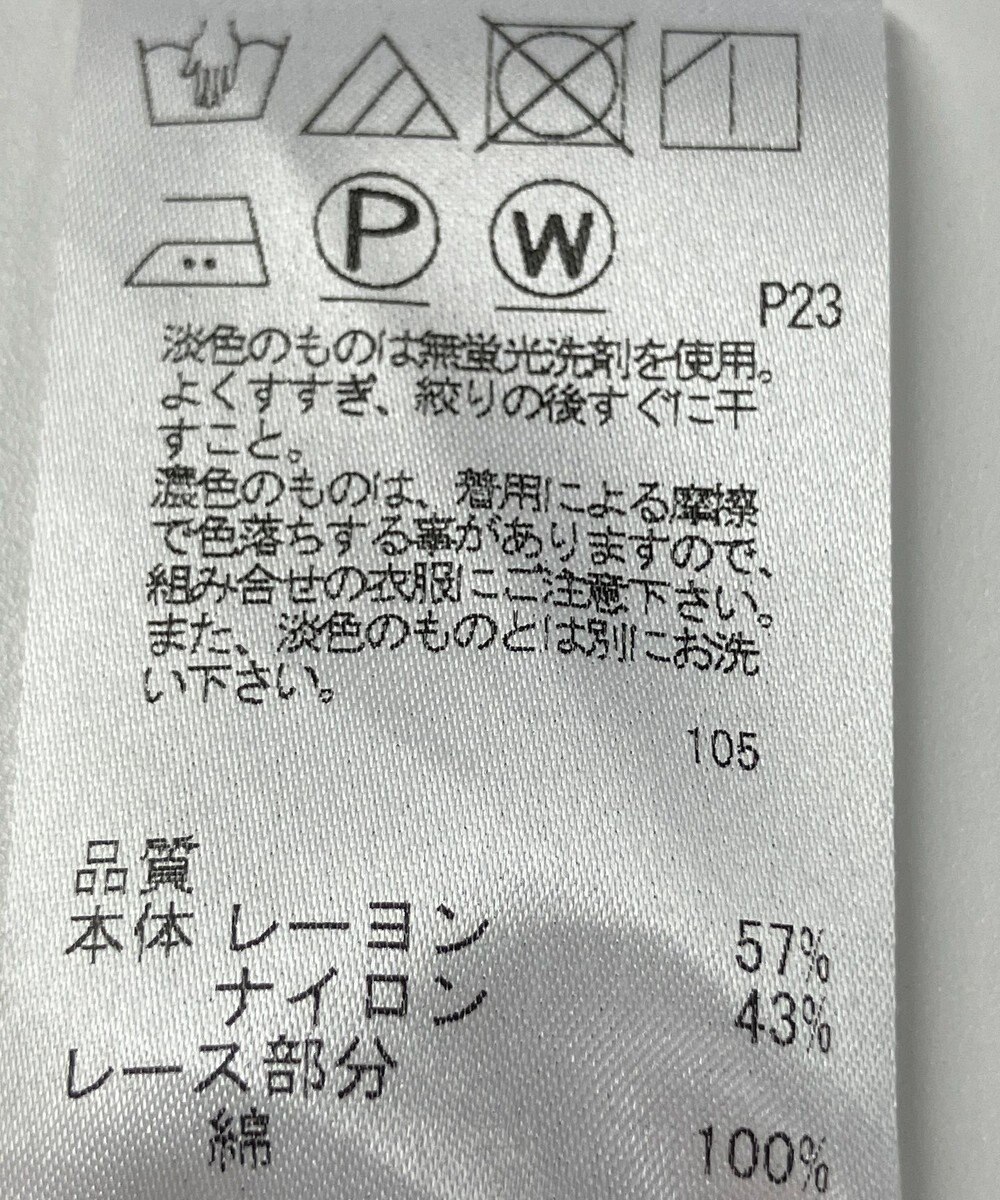 P W
P23
淡色のものは無蛍光洗剤を使用。
よくすすぎ、絞りの後すぐに干
すこと。
濃色のものは、着用による摩擦
で色落ちする事がありますので、
組み合せの衣服にご注意下さい。
また、淡色のものとは別にお洗
い下さい。
105
品質
本体 レーヨン 57%
ナイロン 43%
レース部分
綿 100%